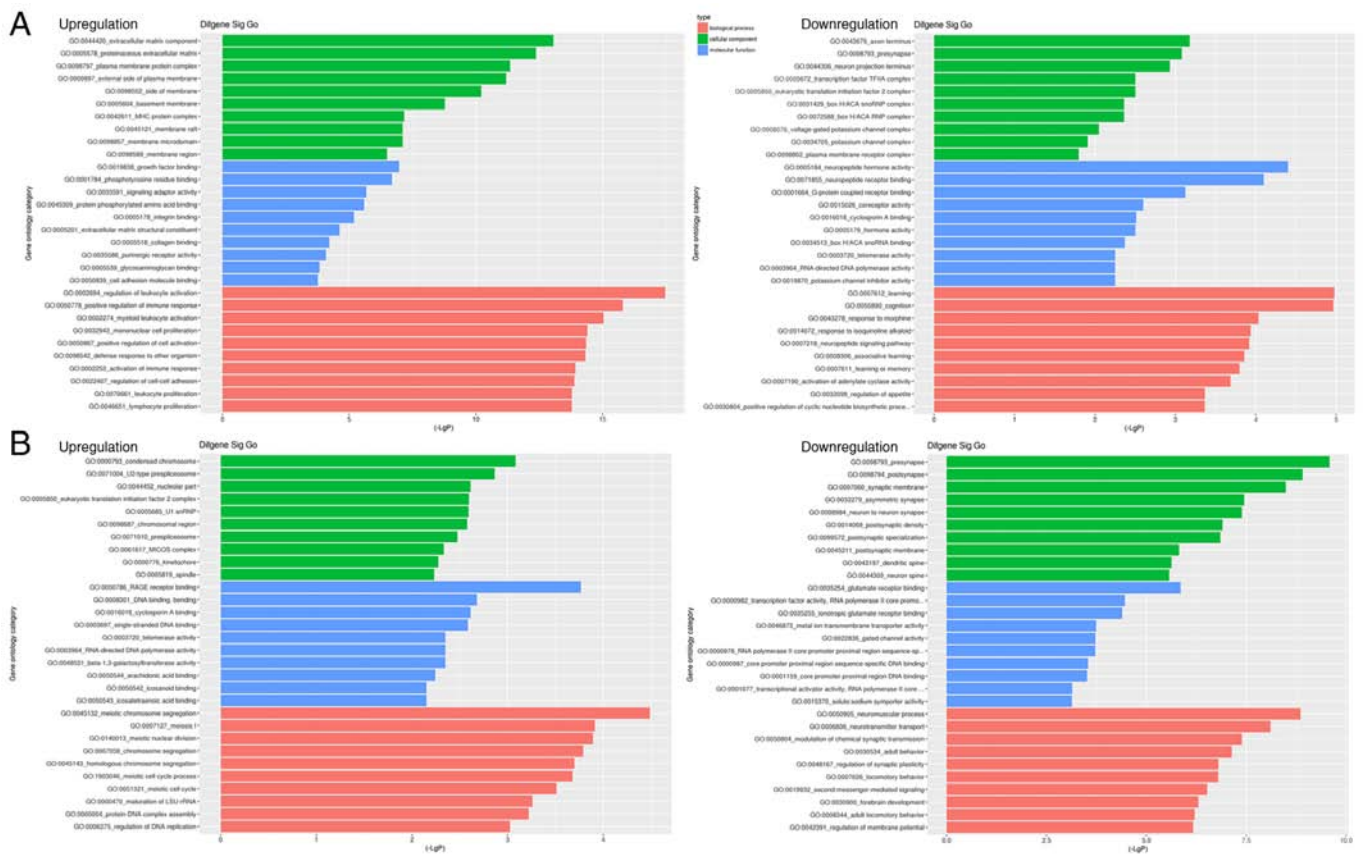 A
Upregulation
Difgene Sig Go
GO:0044420_extracellular matrix component
GO:0005578_proteinaceous extracellular matrix
GO:0098797_plasma membrane protein complex
GO:0009897_external side of plasma membrane
GO:0098552_side of membrane
GO:0005604_basement membrane
GO:0042611_MHC protein complex
GO:0045121_membrane raft
GO:0098857_membrane microdomain
GO:0098589_membrane region
GO:0019838_growth factor binding
GO:0001784_phosphotyrosine residue binding
GO:0035591_signaling adaptor activity
GO:0045309_protein phosphorylated amino acid binding
GO:0005178_integrin binding
GO:0005201_extracellular matrix structural constituent
GO:0005518_collagen binding
GO:0035586_purinergic receptor activity
GO:0005539_glycosaminoglycan binding
GO:0050839_cell adhesion molecule binding
GO:0002694_regulation of leukocyte activation
GO:0050778_positive regulation of immune response
GO:0002274_myeloid leukocyte activation
GO:0032943_mononuclear cell proliferation
GO:0050867_positive regulation of cell activation
GO:0098542_defense response to other organism
GO:0002253_activation of immune response
GO:0022407_regulation of cell-cell adhesion
GO:0070661_leukocyte proliferation
GO:0046651_lymphocyte proliferation
Gene ontology category
0 5 10 15
(-LgP)
type
biological process
cellular component
molecular function
Downregulation
Difgene Sig Go
GO:0043679_axon terminus
GO:0098793_presynapse
GO:0044306_neuron projection terminus
GO:0005672_transcription factor TFIIA complex
GO:0005850_eukaryotic translation initiation factor 2 complex
GO:0031429_box H/ACA snoRNP complex
GO:0072588_box H/ACA RNP complex
GO:0008076_voltage-gated potassium channel complex
GO:0034705_potassium channel complex
GO:0098802_plasma membrane receptor complex
GO:0005184_neuropeptide hormone activity
GO:0071855_neuropeptide receptor binding
GO:0001664_G-protein coupled receptor binding
GO:0015026_coreceptor activity
GO:0016018_cyclosporin A binding
GO:0005179_hormone activity
GO:0034513_box H/ACA snoRNA binding
GO:0003720_telomerase activity
GO:0003964_RNA-directed DNA polymerase activity
GO:0019870_potassium channel inhibitor activity
GO:0007612_learning
GO:0050890_cognition
GO:0043278_response to morphine
GO:0014072_response to isoquinoline alkaloid
GO:0007218_neuropeptide signaling pathway
GO:0008306_associative learning
GO:0007611_learning or memory
GO:0007190_activation of adenylate cyclase activity
GO:0032098_regulation of appetite
GO:0030804_positive regulation of cyclic nucleotide biosynthetic proce...
Gene ontology category
0 1 2 3 4 5
(-LgP)
B
Upregulation
Difgene Sig Go
GO:0000793_condensed chromosome
GO:0071004_U2-type prespliceosome
GO:0044452_nucleolar part
GO:0005850_eukaryotic translation initiation factor 2 complex
GO:0005685_U1 snRNP
GO:0098687_chromosomal region
GO:0071010_prespliceosome
GO:0061617_MICOS complex
GO:0000776_kinetochore
GO:0005819_spindle
GO:0050786_RAGE receptor binding
GO:0008301_DNA binding, bending
GO:0016018_cyclosporin A binding
GO:0003697_single-stranded DNA binding
GO:0003720_telomerase activity
GO:0003964_RNA-directed DNA polymerase activity
GO:0048531_beta-1,3-galactosyltransferase activity
GO:0050544_arachidonic acid binding
GO:0050542_icosanoid binding
GO:0050543_icosatetraenoic acid binding
GO:0045132_meiotic chromosome segregation
GO:0007127_meiosis I
GO:0140013_meiotic nuclear division
GO:0007059_chromosome segregation
GO:0045143_homologous chromosome segregation
GO:1903046_meiotic cell cycle process
GO:0051321_meiotic cell cycle
GO:0000470_maturation of LSU-rRNA
GO:0065004_protein-DNA complex assembly
GO:0006275_regulation of DNA replication
Gene ontology category
0 1 2 3 4
(-LgP)
Downregulation
Difgene Sig Go
GO:0098793_presynapse
GO:0098794_postsynapse
GO:0097060_synaptic membrane
GO:0032279_asymmetric synapse
GO:0098984_neuron to neuron synapse
GO:0014069_postsynaptic density
GO:0099572_postsynaptic specialization
GO:0045211_postsynaptic membrane
GO:0043197_dendritic spine
GO:0044309_neuron spine
GO:0035254_glutamate receptor binding
GO:0000982_transcription factor activity, RNA polymerase II core promo...
GO:0035255_ionotropic glutamate receptor binding
GO:0046873_metal ion transmembrane transporter activity
GO:0022836_gated channel activity
GO:0000978_RNA polymerase II core promoter proximal region sequence-sp...
GO:0000987_core promoter proximal region sequence-specific DNA binding
GO:0001159_core promoter proximal region DNA binding
GO:0001077_transcriptional activator activity, RNA polymerase II core ...
GO:0015370_solute:sodium symporter activity
GO:0050905_neuromuscular process
GO:0006836_neurotransmitter transport
GO:0050804_modulation of chemical synaptic transmission
GO:0030534_adult behavior
GO:0048167_regulation of synaptic plasticity
GO:0007626_locomotory behavior
GO:0019932_second-messenger-mediated signaling
GO:0030900_forebrain development
GO:0008344_adult locomotory behavior
GO:0042391_regulation of membrane potential
Gene ontology category
0.0 2.5 5.0 7.5 10.0
(-LgP)